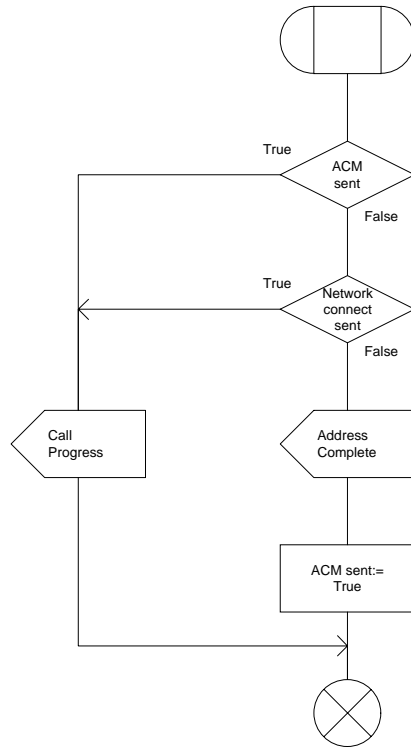 True
ACM
sent
False
True
Network
connect
sent
False
Call
Progress
Address
Complete
ACM sent:=
True